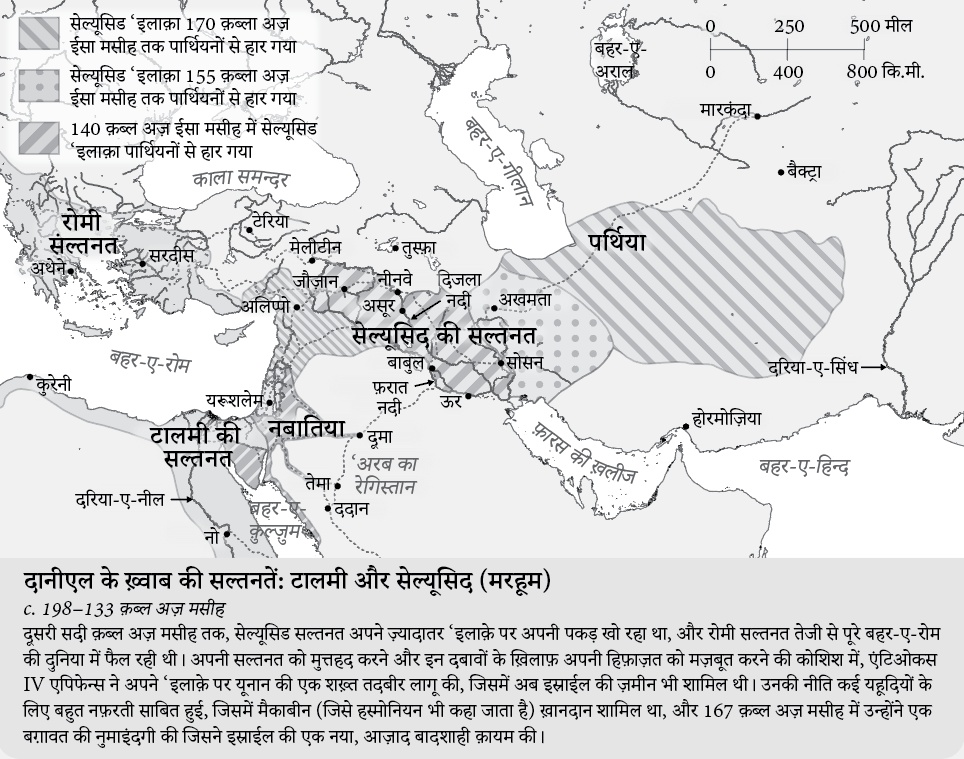 सेल्यूसिड ‘इलाक़ा 170 क़ब्ला अज़
ईसा मसीह तक पार्थियनों से हार गया
सेल्यूसिड ‘इलाक़ा 155 क़ब्ला अज़
ईसा मसीह तक पार्थियनों से हार गया
140 क़ब्ल अज़ ईसा मसीह में सेल्यूसिड
‘इलाक़ा पार्थियनों से हार गया
0 250 500 मील
0 400 800 कि.मी.
बहर-ए-
अराल
मारकंदा
बैक्ट्रा
बहर-ए-गीलान
काला समन्दर
रोमी
सल्तनत
टेरिया
अथेने
सरदीस
मेलीटीन
तुस्फ़ा
पर्थिया
जौज़ान
नीनवे
दिजला
नदी
अलिप्पो
असूर
अखमता
सेल्यूसिद की सल्तनत
बहर-ए-रोम
बाबुल
सोसन
दरिया-ए-सिंध
कुरेनी
फ़रात
नदी
ऊर
यरूशलेम
टालमी की
सल्तनत
नबातिया
दूमा
होरमोज़िया
फ़ारस की ख़लीज
बहर-ए-हिन्द
‘अरब का
रेगिस्तान
तेमा
दरिया-ए-नील
बहर-ए-
क़ुल्ज़ुम
ददान
नो
दानीएल के ख़्वाब की सल्तनतें: टालमी और सेल्यूसिद (मरहूम)
c. 198–133 क़ब्ल अज़ मसीह
दूसरी सदी क़ब्ल अज़ मसीह तक, सेल्यूसिड सल्तनत अपने ज़्यादातर ‘इलाक़े पर अपनी पकड़ खो रहा था, और रोमी सल्तनत तेजी से पूरे बहर-ए-रोम
की दुनिया में फैल रही थी। अपनी सल्तनत को मुत्तहद करने और इन दबावों के ख़िलाफ़ अपनी हिफ़ाज़त को मज़बूत करने की कोशिश में, एंटिओकस
IV एपिफेन्स ने अपने ‘इलाक़े पर यूनान की एक शख़्त तदबीर लागू की, जिसमें अब इस्राईल की ज़मीन भी शामिल थी। उनकी नीति कई यहूदियों के
लिए बहुत नफ़रती साबित हुई, जिसमें मैकाबीन (जिसे हस्मोनियन भी कहा जाता है) ख़ानदान शामिल था, और 167 क़ब्ल अज़ मसीह में उन्होंने एक
बग़ावत की नुमाइंदगी की जिसने इस्राईल की एक नया, आज़ाद बादशाही क़ायम की।